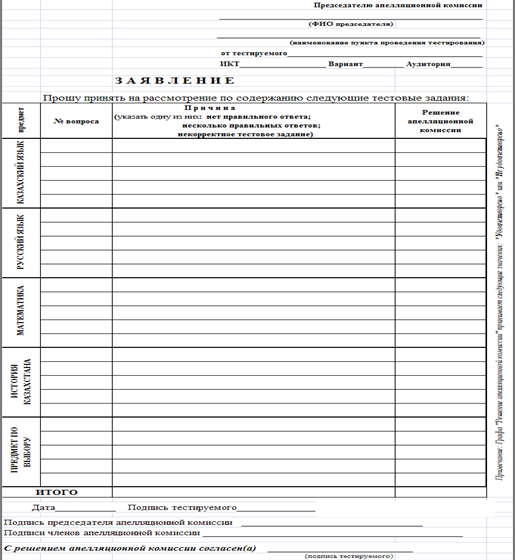 Председателю апелляционной комиссии
(ФИО председателя)
(наименование пункта проведения тестирования)
от тестируемого
ИКТ Вариант Аудитория
ЗАЯВЛЕНИЕ
Прошу принять на рассмотрение по содержанию следующие тестовые задания:
предмет
№ вопроса
Причина
(указать одну из них: нет правильного ответа;
несколько правильных ответов;
некорректное тестовое задание)
Решение
апелляционной
комиссии
КАЗАХСКИЙ ЯЗЫК
РУССКИЙ ЯЗЫК
МАТЕМАТИКА
ИСТОРИЯ
КАЗАХСТАНА
ПРЕДМЕТ ПО
ВЫБОРУ
ИТОГО
Примечание: Графа "Решение апелляционной комиссии" принимает следующие значения: "Удовлетворено" или "Не удовлетворено"
Дата Подпись тестируемого
Подпись председателя апелляционной комиссии
Подписи членов апелляционной комиссии
С решением апелляционной комиссии согласен(а)
(подпись тестируемого)